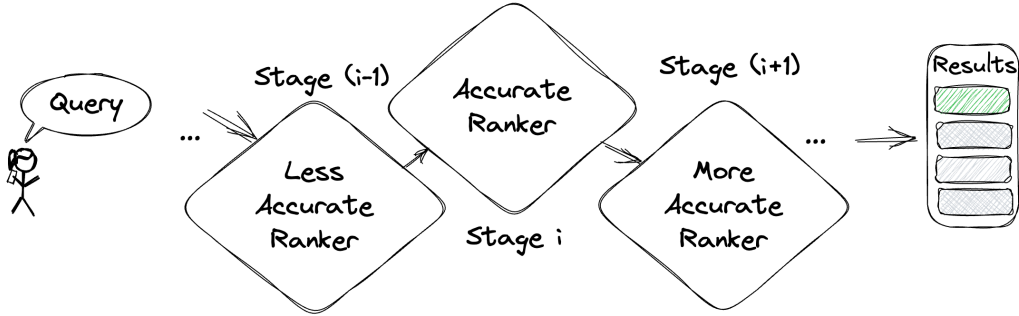 Query
...
Stage (i-1)
Less
Accurate
Ranker
Accurate
Ranker
Stage i
Stage (i+1)
More
Accurate
Ranker
...
Results